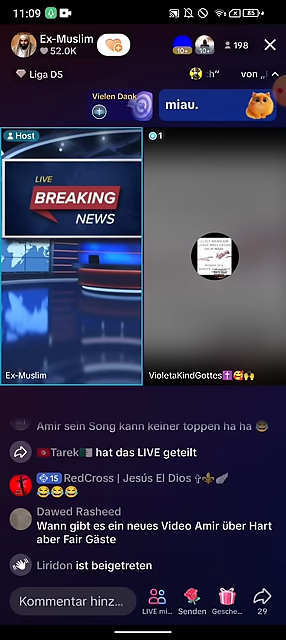 11:09
85
Ex-Muslim
52.0K
10+
10+
198
Liga D5
:h“
von „
Vielen Dank
miau.
Host
1
LIVE
BREAKING
NEWS
Ex-Muslim
VioletaKindGottes✝️🥰🙌
Amir sein Song kann keiner toppen ha ha 😂
🇹🇳Tarek🇩🇿 hat das LIVE geteilt
15 RedCross | Jesús El Dios ✞⚜️🪽
😂😂😂
Dawed Rasheed
Wann gibt es ein neues Video Amir über Hart
aber Fair Gäste
Liridon ist beigetreten
Kommentar hinz...
LIVE mi...
Senden
Gesche...
29